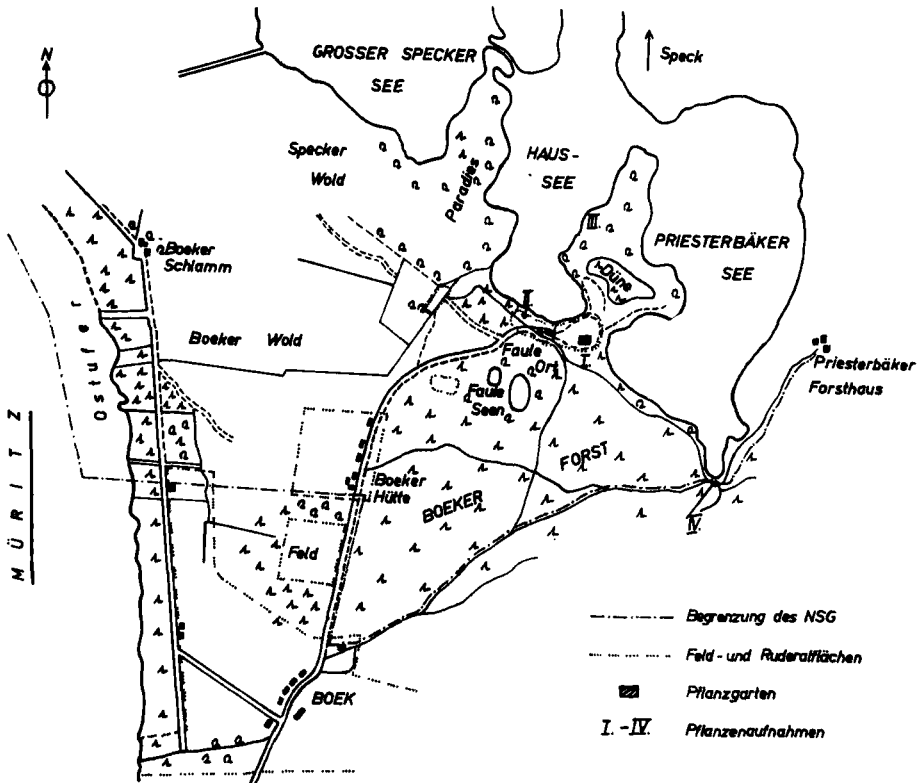 N
GROSSER SPECKER
SEE
Speck
Specker
Wold
Paradies
HAUS-
SEE
III.
PRIESTERBÄKER
SEE
Düne
Boeker
Schlamm
Ostufer
II.
Boeker Wold
Faule
Ort
I.
Faule
Seen
Priesterbäker
Forsthaus
MÜRITZ
Boeker
Hütte
FORST
BOEKER
IV.
Feld
BOEK
Begrenzung des NSG
Feld- und Ruderalflächen
Pflanzgarten
I.-IV. Pflanzenaufnahmen